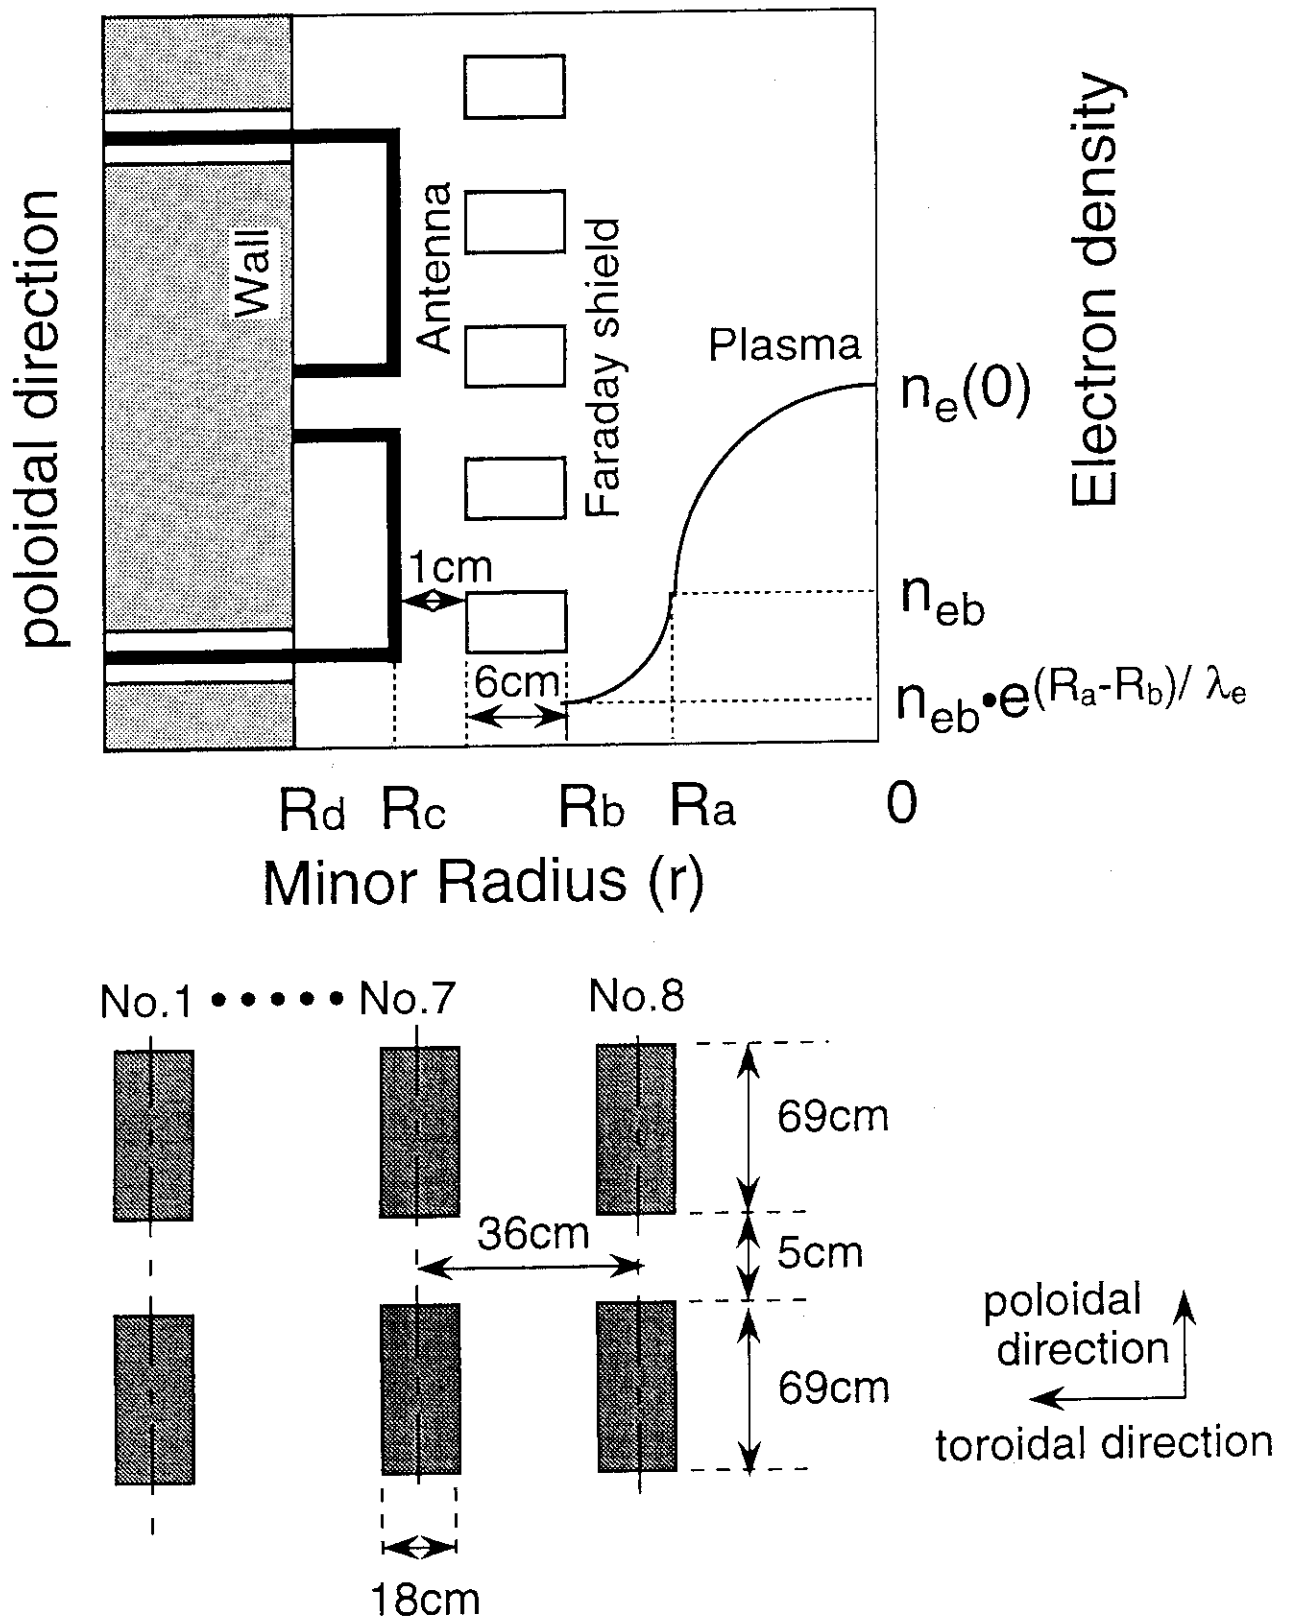 poloidal direction
Wall
Antenna
Faraday shield
1cm
6cm
Plasma
Electron density
nₑ(0)
n_eb
n_eb•e^(Ra-Rb)/ λe
Rd Rc Rb Ra 0
Minor Radius (r)
No.1 ••••• No.7 No.8
69cm
36cm
5cm
69cm
poloidal
direction
toroidal direction
18cm